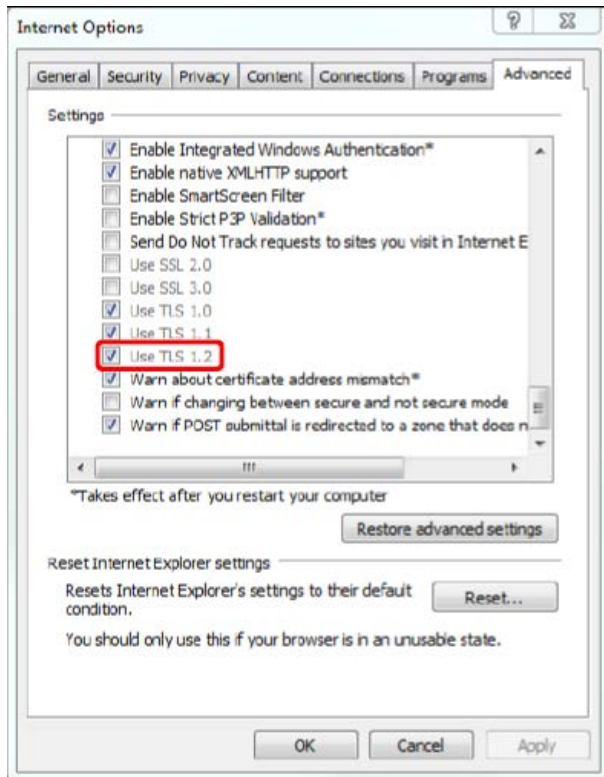 Internet Options
General Security Privacy Content Connections Programs Advanced
Settings
Enable Integrated Windows Authentication*
Enable native XMLHTTP support
Enable SmartScreen Filter
Enable Strict P3P Validation*
Send Do Not Track requests to sites you visit in Internet E
Use SSL 2.0
Use SSL 3.0
Use TLS 1.0
Use TLS 1.1
Use TLS 1.2
Warn about certificate address mismatch*
Warn if changing between secure and not secure mode
Warn if POST submittal is redirected to a zone that does n
*Takes effect after you restart your computer
Restore advanced settings
Reset Internet Explorer settings
Resets Internet Explorer's settings to their default
condition.
Reset...
You should only use this if your browser is in an unusable state.
OK Cancel Apply